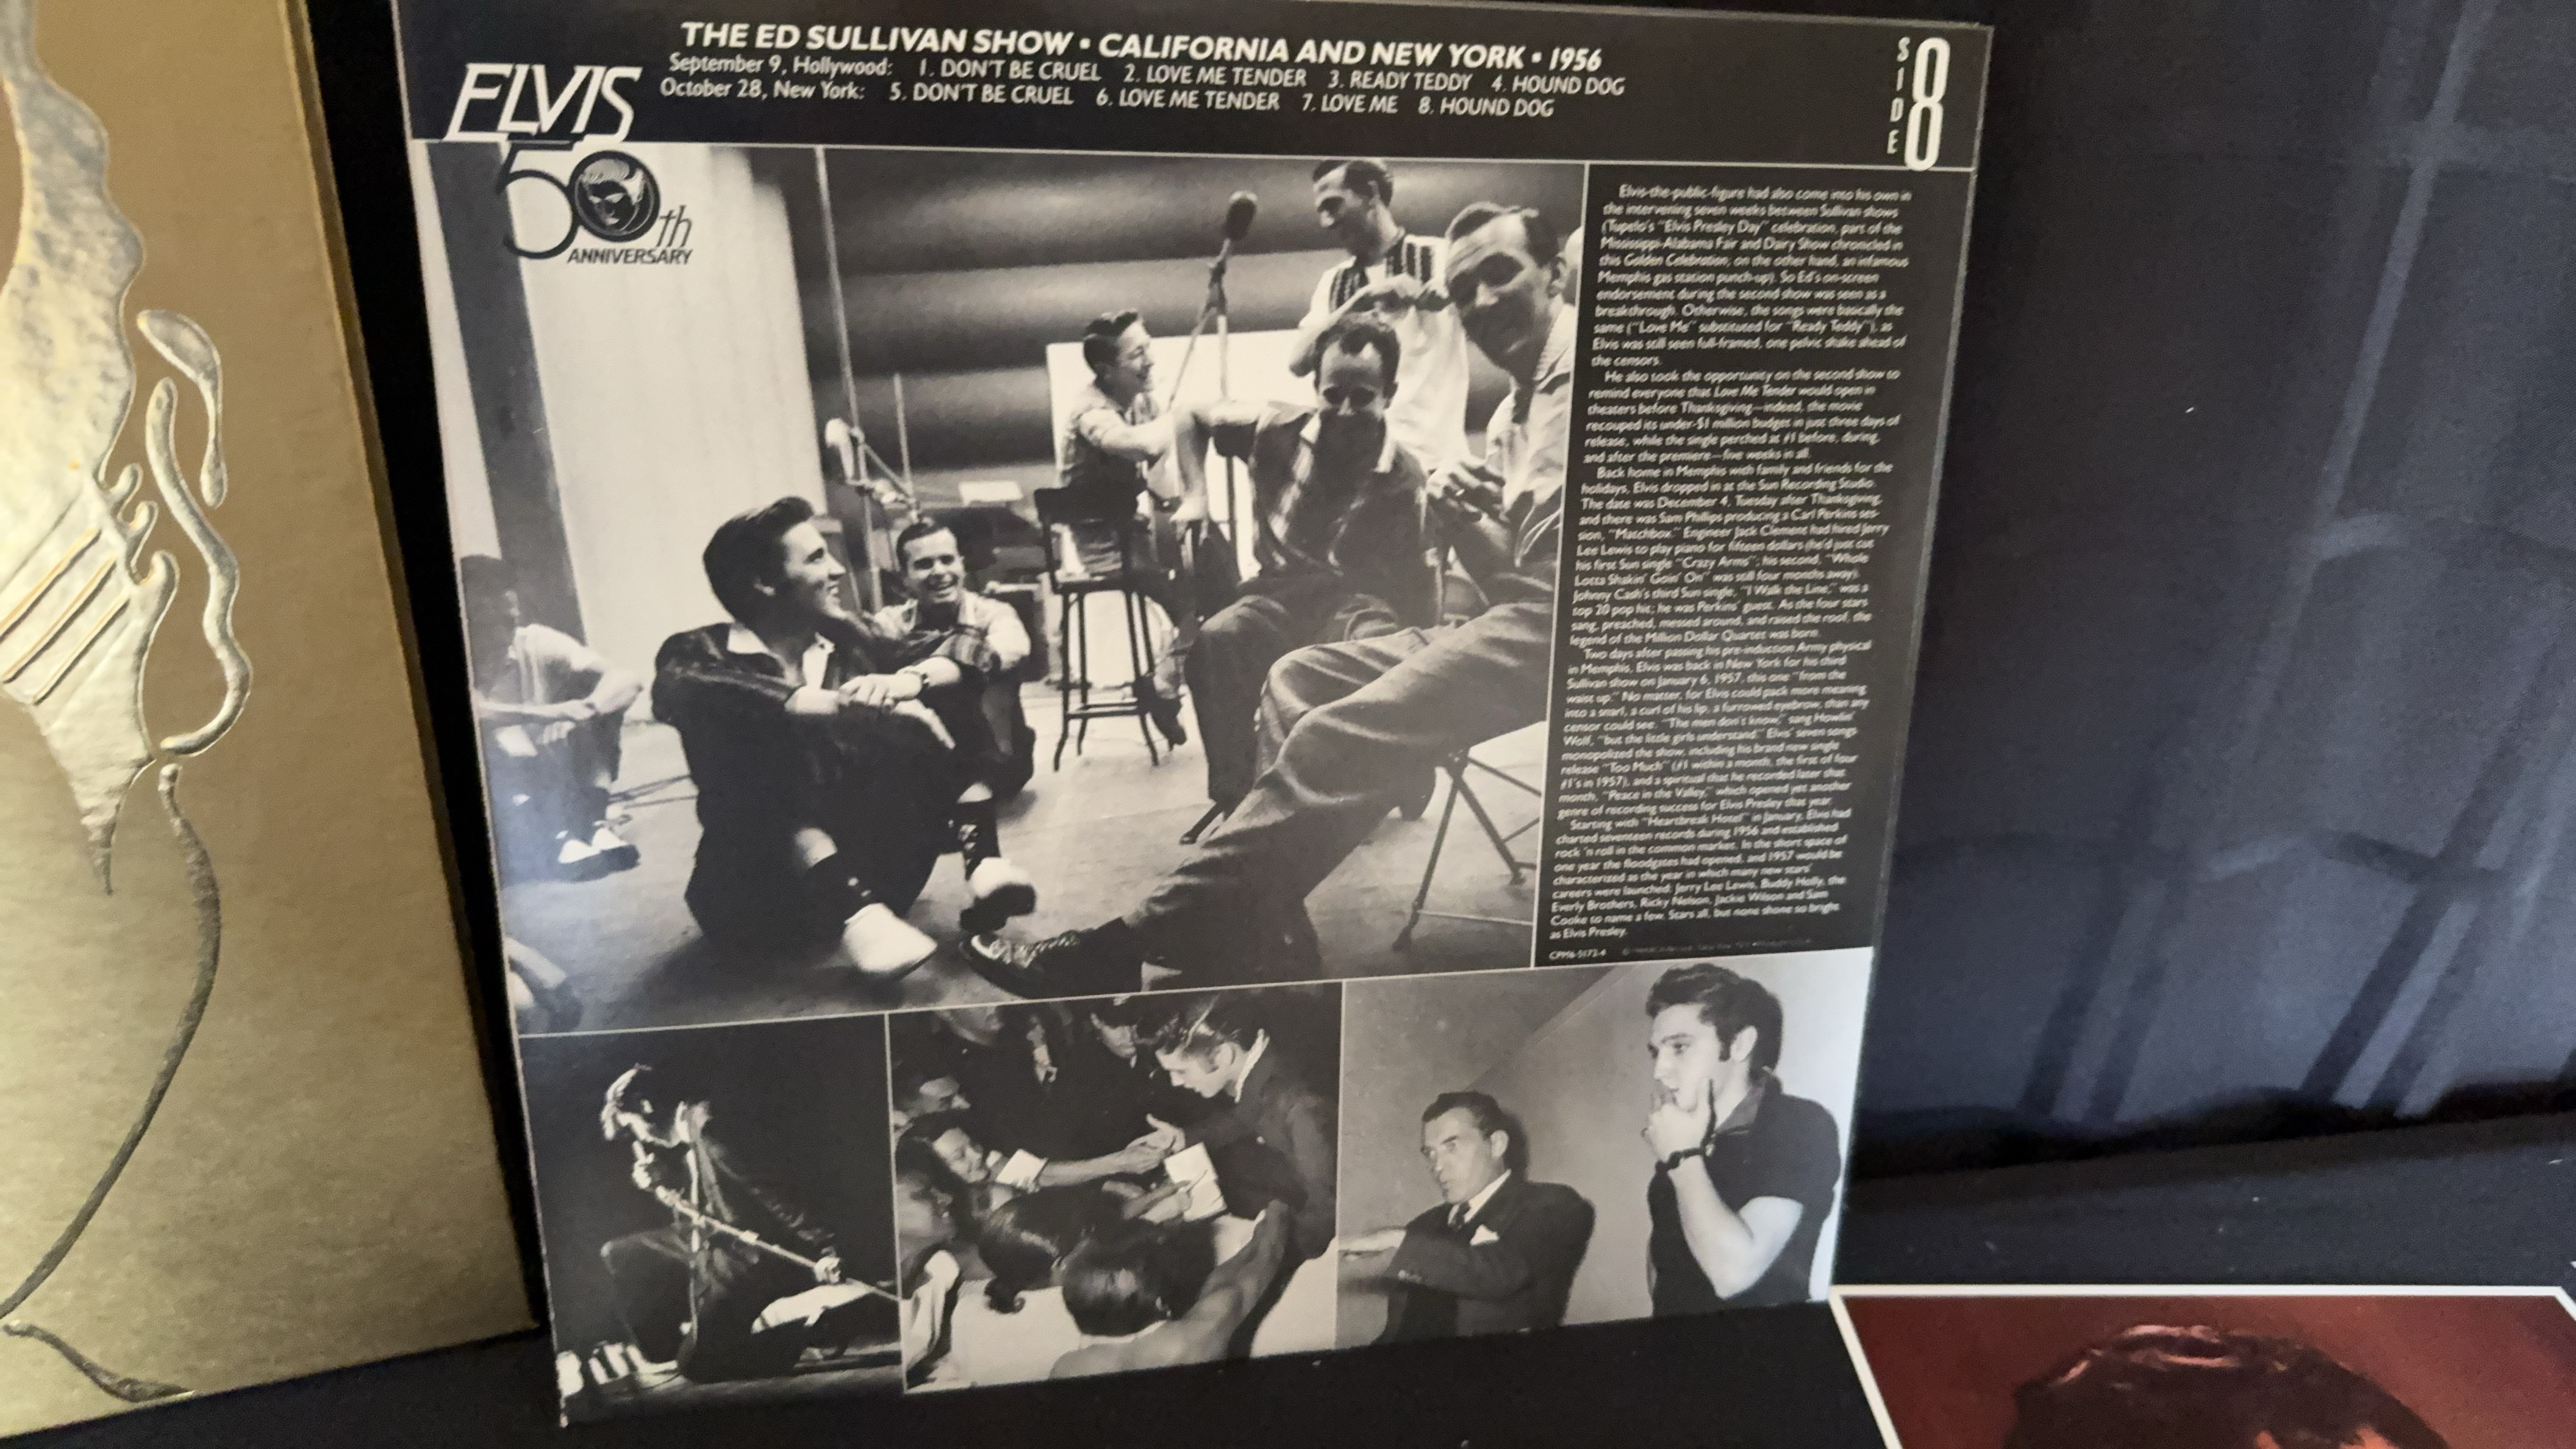 THE ED SULLIVAN SHOW • CALIFORNIA AND NEW YORK • 1956
September 9, Hollywood: 1. DON'T BE CRUEL 2. LOVE ME TENDER 3. READY TEDDY 4. HOUND DOG
October 28, New York: 5. DON'T BE CRUEL 6. LOVE ME TENDER 7. LOVE ME 8. HOUND DOG
SIDE
8
ELVIS
50th
ANNIVERSARY
Elvis-the-public-figure had also come into his own in
the intervening seven weeks between Sullivan shows
(Tupelo's "Elvis Presley Day" celebration, part of the
Mississippi-Alabama Fair and Dairy Show chronicled in
this Golden Celebration; on the other hand, an infamous
Memphis gas station punch-up). So Ed's on-screen
endorsement during the second show was seen as a
breakthrough. Otherwise, the songs were basically the
same ("Love Me" substituted for "Ready Teddy"), as
Elvis was still seen full-framed, one pelvic shake ahead of
the censors.
He also took the opportunity on the second show to
remind everyone that Love Me Tender would open in
theaters before Thanksgiving—indeed, the movie
recouped its under-$1 million budget in just three days of
release, while the single perched at #1 before, during,
and after the premiere—five weeks in all.
Back home in Memphis with family and friends for the
holidays, Elvis dropped in at the Sun Recording Studio.
The date was December 4, Tuesday after Thanksgiving,
and there was Sam Phillips producing a Carl Perkins ses-
sion, "Matchbox." Engineer Jack Clement had hired Jerry
Lee Lewis to play piano for fifteen dollars (he'd just cut
his first Sun single "Crazy Arms"; his second, "Whole
Lotta Shakin' Goin' On" was still four months away).
Johnny Cash's third Sun single, "I Walk the Line," was a
top 20 pop hit; he was Perkins' guest. As the four stars
sang, preached, messed around, and raised the roof, the
legend of the Million Dollar Quartet was born.
Two days after passing his pre-induction Army physical
in Memphis, Elvis was back in New York for his third
Sullivan show on January 6, 1957, this one "from the
waist up." No matter, for Elvis could pack more meaning
into a snarl, a curl of his lip, a furrowed eyebrow, than any
censor could see. "The men don't know," sang Howlin'
Wolf, "but the little girls understand." Elvis' seven songs
monopolized the show, including his brand new single
release "Too Much" (#1 within a month, the first of four
#1's in 1957), and a spiritual that he recorded later that
month, "Peace in the Valley," which opened yet another
genre of recording success for Elvis Presley that year.
Starting with "Heartbreak Hotel" in January, Elvis had
charted seventeen records during 1956 and established
rock 'n roll in the common market. In the short space of
one year the floodgates had opened, and 1957 would be
characterized as the year in which many new stars'
careers were launched: Jerry Lee Lewis, Buddy Holly, the
Everly Brothers, Ricky Nelson, Jackie Wilson and Sam
Cooke to name a few. Stars all, but none shone so bright
as Elvis Presley.
CPM6-5172-6